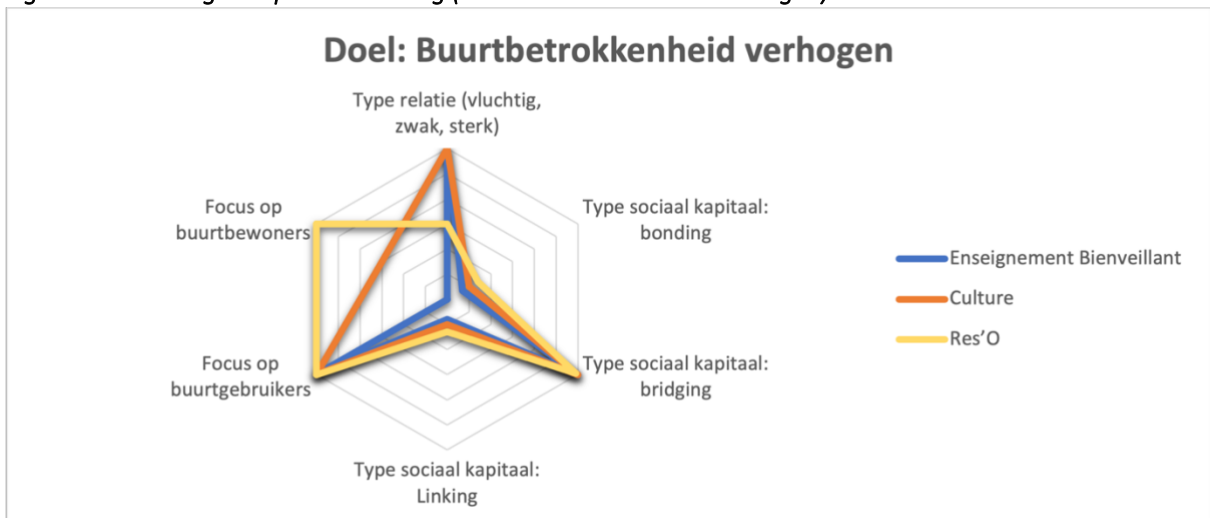 Doel: Buurtbetrokkenheid verhogen
Type relatie (vluchtig,
zwak, sterk)
Focus op
buurtbewoners
Type sociaal kapitaal:
bonding
Enseignement Bienveillant
Culture
Res’O
Focus op
buurtgebruikers
Type sociaal kapitaal:
bridging
Type sociaal kapitaal:
Linking